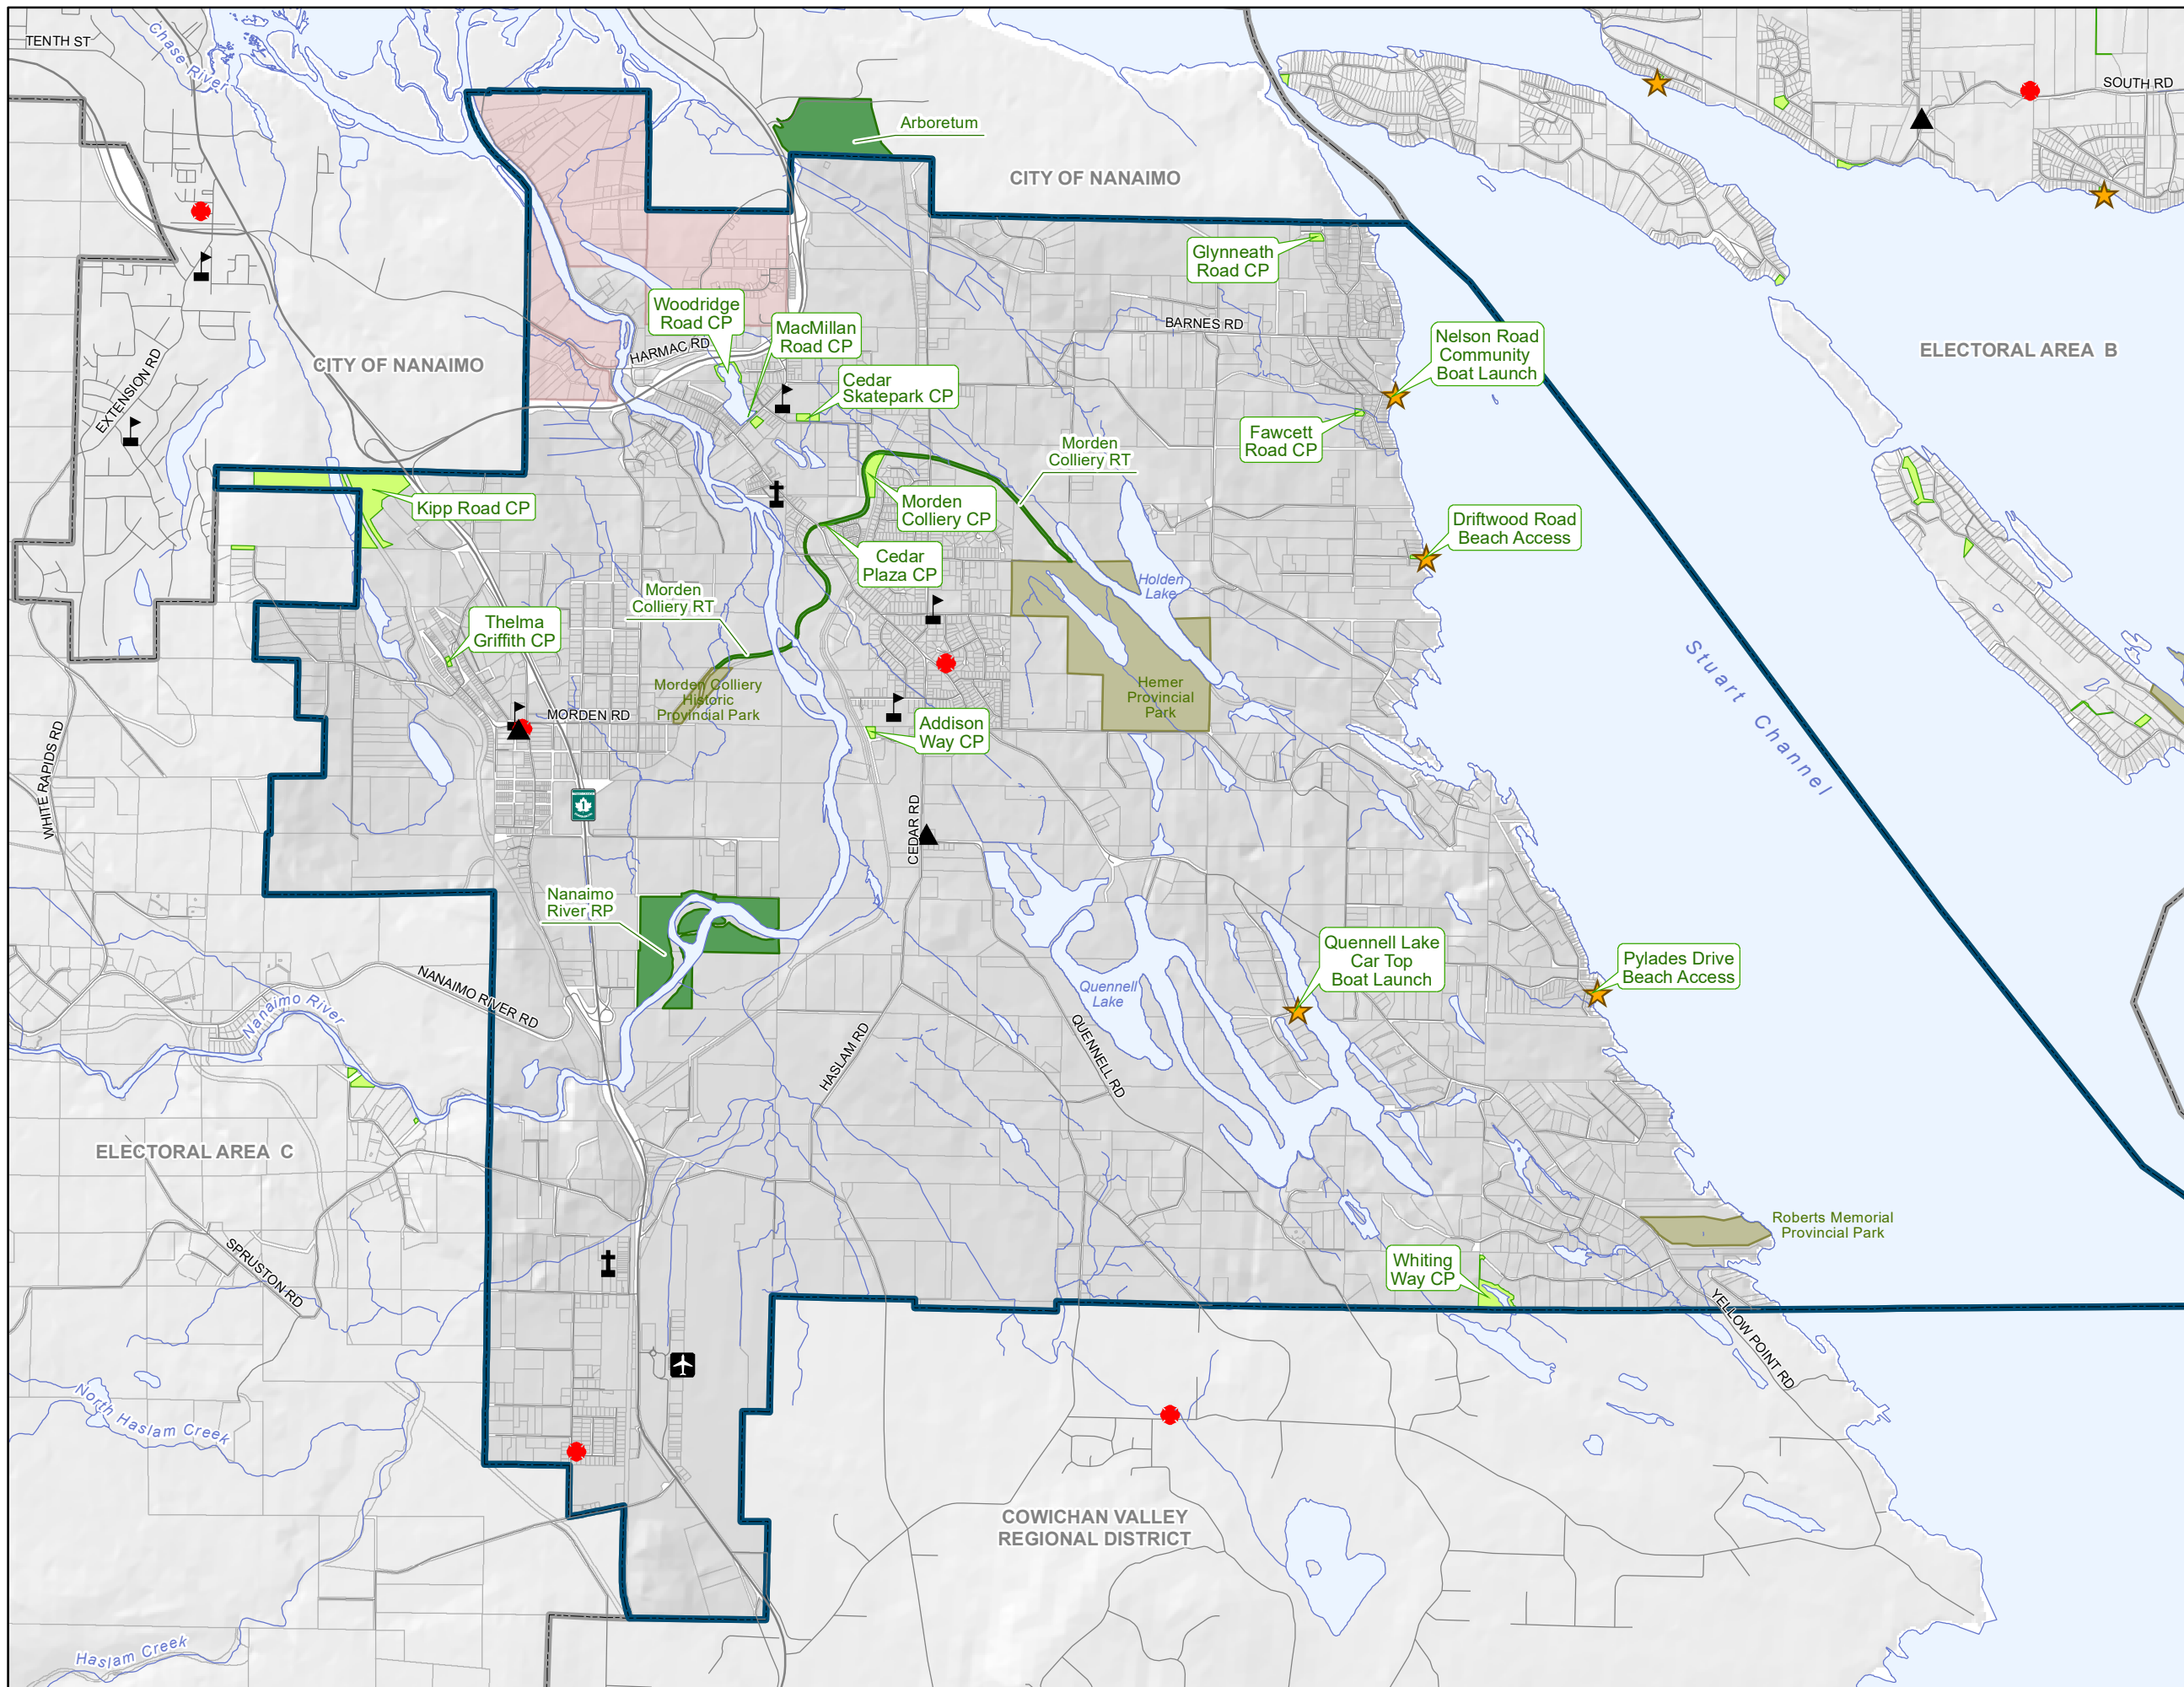 TENTH ST
Chase River
SOUTH RD
Arboretum
CITY OF NANAIMO
Glynneath
Road CP
Woodridge
Road CP
MacMillan
Road CP
BARNES RD
HARMAC RD
Nelson Road
Community
Boat Launch
ELECTORAL AREA B
CITY OF NANAIMO
EXTENSION RD
Cedar
Skatepark CP
Fawcett
Road CP
Morden
Colliery RT
Kipp Road CP
Morden
Colliery CP
Driftwood Road
Beach Access
Cedar
Plaza CP
Holden
Lake
Morden
Colliery RT
Thelma
Griffith CP
Stuart Channel
Morden Colliery
Historic
Provincial Park
Hemer
Provincial
Park
MORDEN RD
Addison
Way CP
WHITE RAPIDS RD
1
CEDAR RD
Nanaimo
River RP
Quennell Lake
Car Top
Boat Launch
Pylades Drive
Beach Access
NANAIMO RIVER RD
Nanaimo River
Quennell
Lake
HASLAM RD
QUENNELL RD
ELECTORAL AREA C
Roberts Memorial
Provincial Park
SPRUSTON RD
Whiting
Way CP
YELLOW POINT RD
North Haslam Creek
COWICHAN VALLEY
REGIONAL DISTRICT
Haslam Creek